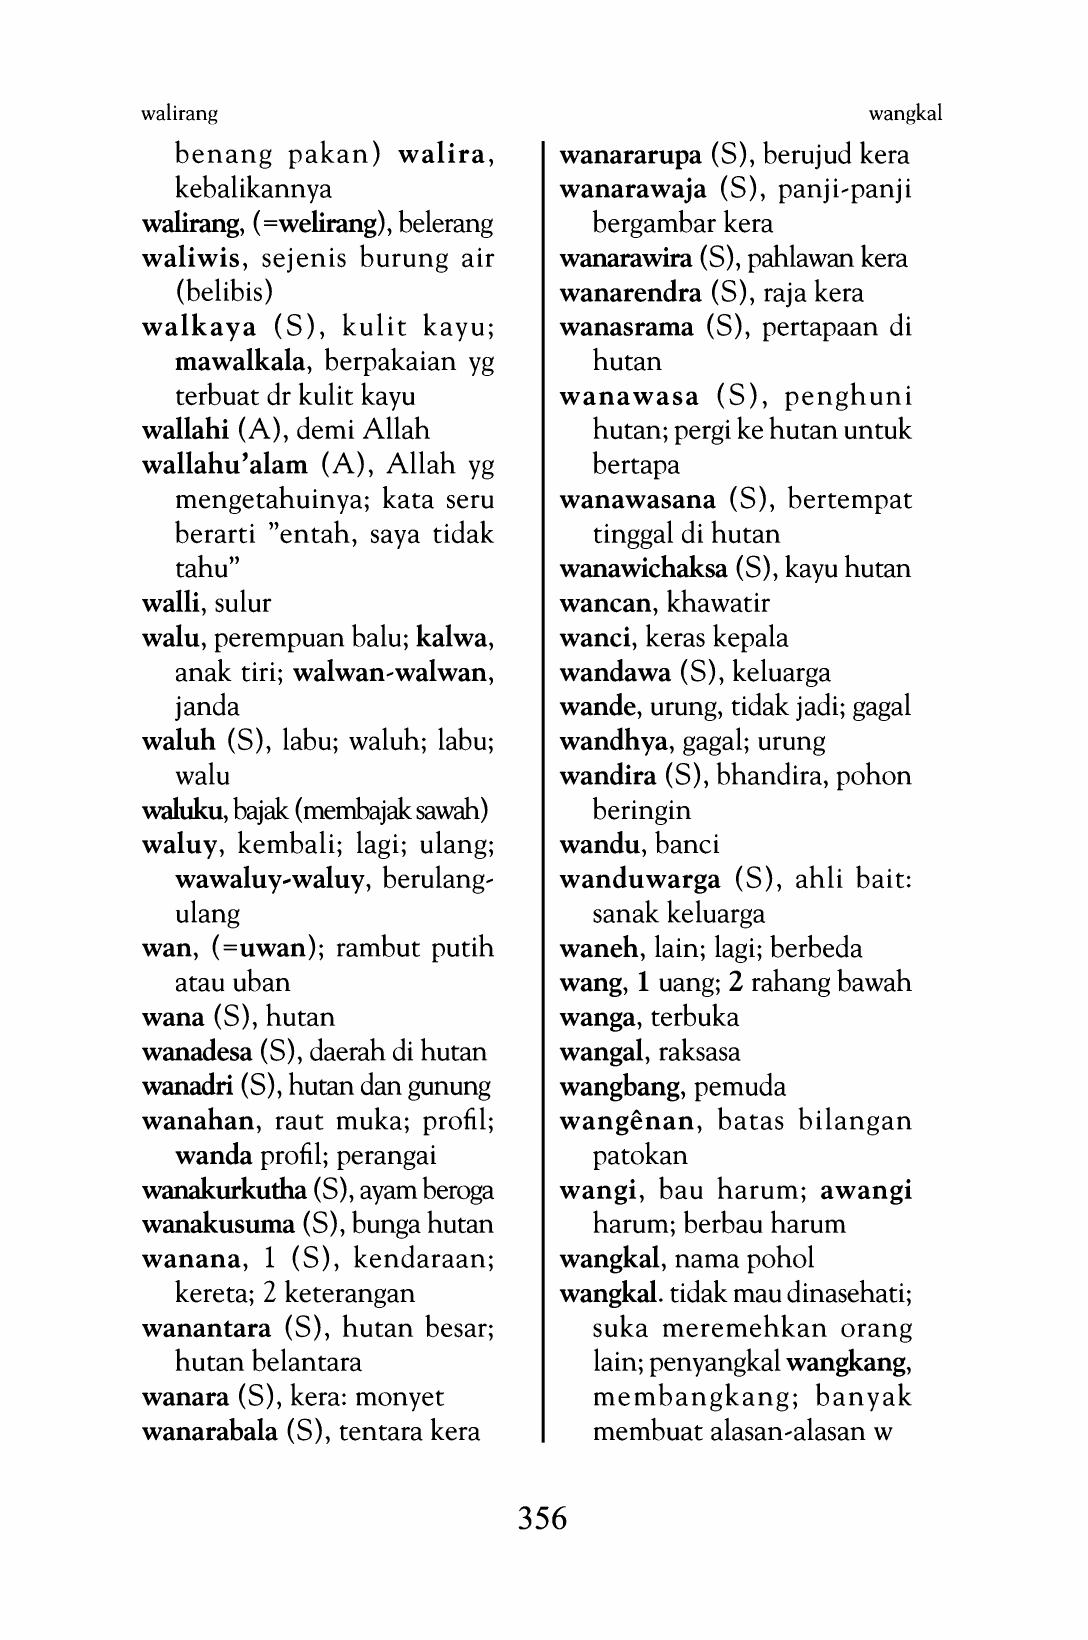 walirang
wangkal
benang pakan) walira,
kebalikannya
walirang, (=welirang), belerang
waliwis, sejenis burung air
(belibis)
walkaya (S), kulit kayu;
mawalkala, berpakaian yg
terbuat dr kulit kayu
wallahi (A), demi Allah
wallahu’alam (A), Allah yg
mengetahuinya; kata seru
berarti ”entah, saya tidak
tahu”
walli, sulur
walu, perempuan balu; kalwa,
anak tiri; walwan-walwan,
janda
waluh (S), labu; waluh; labu;
walu
waluku, bajak (membajak sawah)
waluy, kembali; lagi; ulang;
wawaluy-waluy, berulang-
ulang
wan, (=uwan); rambut putih
atau uban
wana (S), hutan
wanadesa (S), daerah di hutan
wanadri (S), hutan dan gunung
wanahan, raut muka; profil;
wanda profil; perangai
wanakurkutha (S), ayam beroga
wanakusuma (S), bunga hutan
wanana, 1 (S), kendaraan;
kereta; 2 keterangan
wanantara (S), hutan besar;
hutan belantara
wanara (S), kera: monyet
wanarabala (S), tentara kera
wanararupa (S), berujud kera
wanarawaja (S), panji-panji
bergambar kera
wanarawira (S), pahlawan kera
wanarendra (S), raja kera
wanasrama (S), pertapaan di
hutan
wanawasa (S), penghuni
hutan; pergi ke hutan untuk
bertapa
wanawasana (S), bertempat
tinggal di hutan
wanawichaksa (S), kayu hutan
wancan, khawatir
wanci, keras kepala
wandawa (S), keluarga
wande, urung, tidak jadi; gagal
wandhya, gagal; urung
wandira (S), bhandira, pohon
beringin
wandu, banci
wanduwarga (S), ahli bait:
sanak keluarga
waneh, lain; lagi; berbeda
wang, 1 uang; 2 rahang bawah
wanga, terbuka
wangal, raksasa
wangbang, pemuda
wangênan, batas bilangan
patokan
wangi, bau harum; awangi
harum; berbau harum
wangkal, nama pohol
wangkal. tidak mau dinasehati;
suka meremehkan orang
lain; penyangkal wangkang,
membangkang; banyak
membuat alasan-alasan w
356